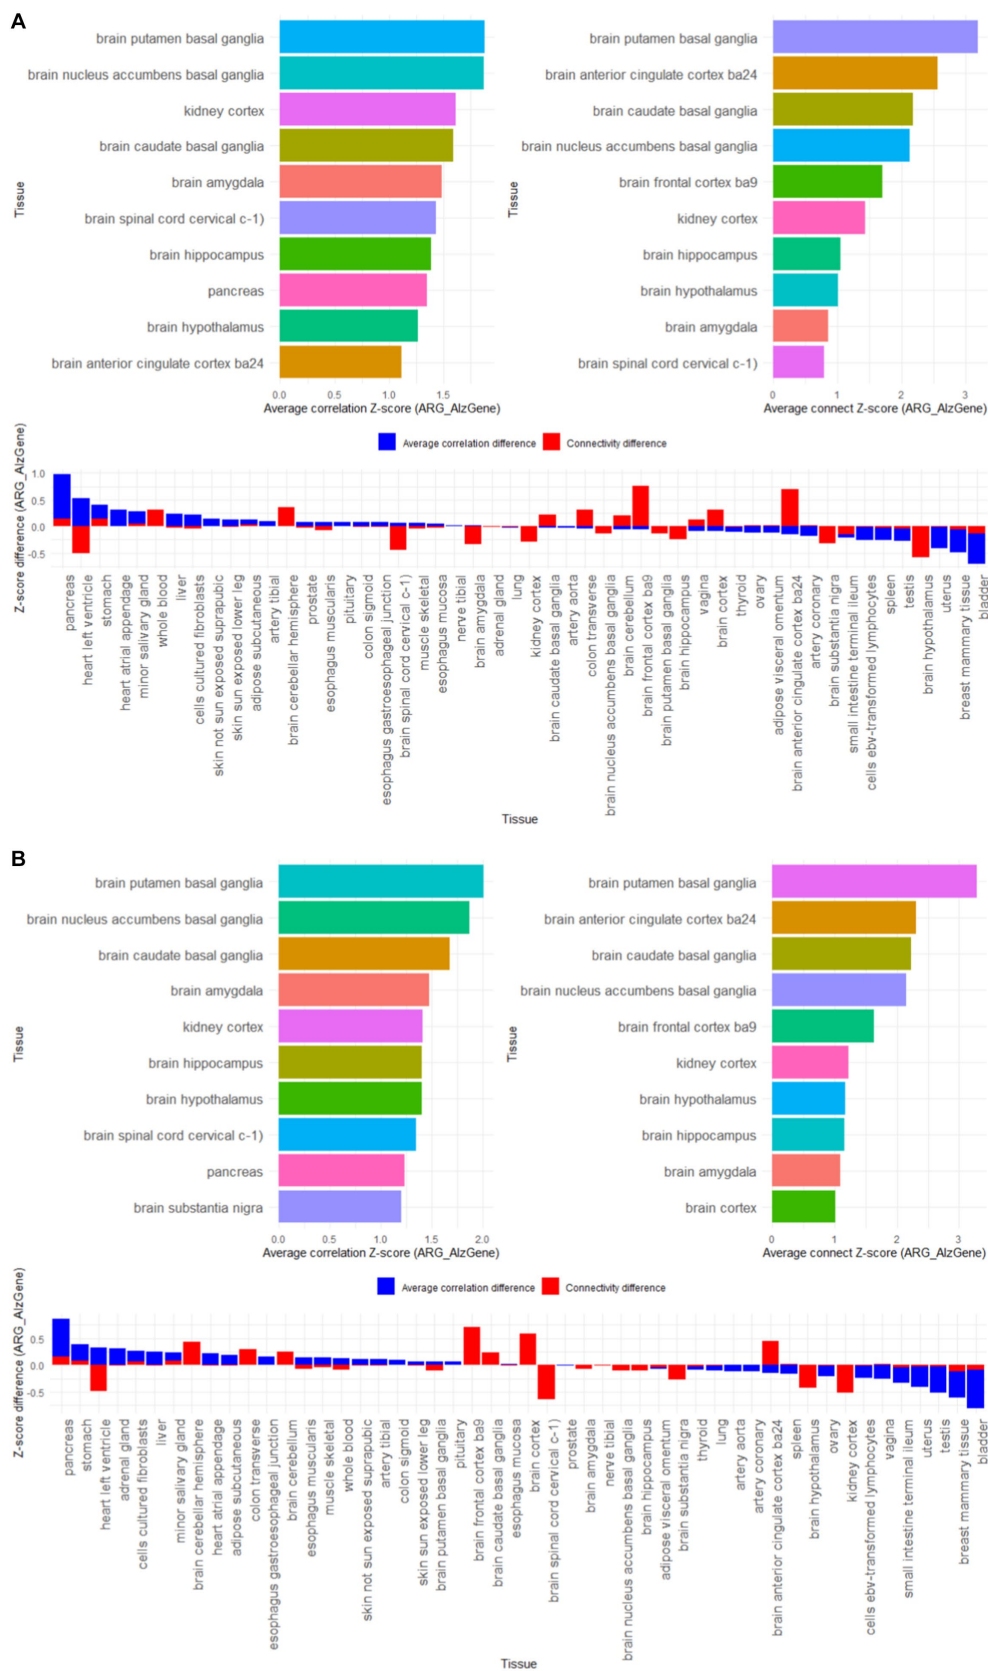 A
Tissue
brain putamen basal ganglia
brain nucleus accumbens basal ganglia
kidney cortex
brain caudate basal ganglia
brain amygdala
brain spinal cord cervical c-1)
brain hippocampus
pancreas
brain hypothalamus
brain anterior cingulate cortex ba24
0.0 0.5 1.0 1.5
Average correlation Z-score (ARG_AlzGene)
Tissue
brain putamen basal ganglia
brain anterior cingulate cortex ba24
brain caudate basal ganglia
brain nucleus accumbens basal ganglia
brain frontal cortex ba9
kidney cortex
brain hippocampus
brain hypothalamus
brain amygdala
brain spinal cord cervical c-1)
0 1 2 3
Average connect Z-score (ARG_AlzGene)
Average correlation difference
Connectivity difference
Z-score difference (ARG_AlzGene)
1.0
0.5
0.0
-0.5
pancreas
heart left ventricle
stomach
heart atrial appendage
minor salivary gland
whole blood
liver
cells cultured fibroblasts
skin not sun exposed suprapubic
skin sun exposed lower leg
adipose subcutaneous
artery tibial
brain cerebellar hemisphere
prostate
esophagus muscularis
pituitary
colon sigmoid
esophagus gastroesophageal junction
brain spinal cord cervical c-1)
muscle skeletal
esophagus mucosa
nerve tibial
brain amygdala
adrenal gland
lung
kidney cortex
brain caudate basal ganglia
artery aorta
colon transverse
brain nucleus accumbens basal ganglia
brain cerebellum
brain frontal cortex ba9
brain putamen basal ganglia
brain hippocampus
vagina
brain cortex
thyroid
ovary
adipose visceral omentum
brain anterior cingulate cortex ba24
artery coronary
brain substantia nigra
small intestine terminal ileum
cells ebv-transformed lymphocytes
spleen
testis
brain hypothalamus
uterus
breast mammary tissue
bladder
Tissue
B
Tissue
brain putamen basal ganglia
brain nucleus accumbens basal ganglia
brain caudate basal ganglia
brain amygdala
kidney cortex
brain hippocampus
brain hypothalamus
brain spinal cord cervical c-1)
pancreas
brain substantia nigra
0.0 0.5 1.0 1.5 2.0
Average correlation Z-score (ARG_AlzGene)
Tissue
brain putamen basal ganglia
brain anterior cingulate cortex ba24
brain caudate basal ganglia
brain nucleus accumbens basal ganglia
brain frontal cortex ba9
kidney cortex
brain hypothalamus
brain hippocampus
brain amygdala
brain cortex
0 1 2 3
Average connect Z-score (ARG_AlzGene)
Average correlation difference
Connectivity difference
Z-score difference (ARG_AlzGene)
0.5
0.0
-0.5
pancreas
stomach
heart left ventricle
adrenal gland
cells cultured fibroblasts
liver
minor salivary gland
brain cerebellar hemisphere
heart atrial appendage
adipose subcutaneous
colon transverse
esophagus gastroesophageal junction
brain cerebellum
esophagus muscularis
muscle skeletal
whole blood
skin not sun exposed suprapubic
artery tibial
colon sigmoid
skin sun exposed lower leg
brain putamen basal ganglia
pituitary
brain frontal cortex ba9
brain caudate basal ganglia
esophagus mucosa
brain cortex
brain spinal cord cervical c-1)
prostate
brain amygdala
nerve tibial
brain nucleus accumbens basal ganglia
brain hippocampus
adipose visceral omentum
brain substantia nigra
thyroid
lung
artery aorta
artery coronary
brain anterior cingulate cortex ba24
spleen
brain hypothalamus
ovary
kidney cortex
cells ebv-transformed lymphocytes
vagina
small intestine terminal ileum
uterus
testis
breast mammary tissue
bladder
Tissue